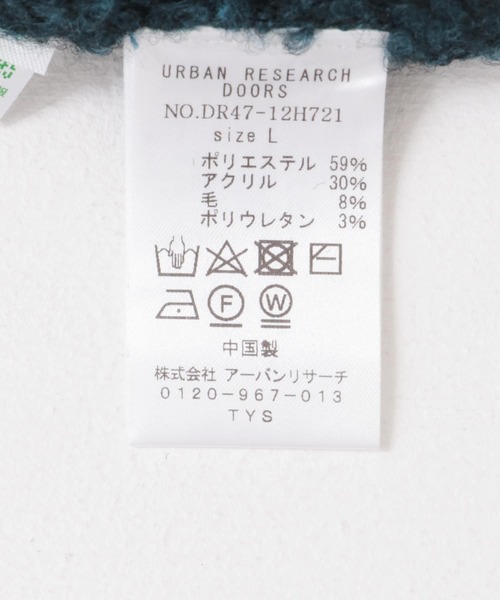 URBAN RESEARCH
DOORS
NO.DR47-12H721
size L
ポリエステル 59%
アクリル 30%
毛 8%
ポリウレタン 3%
F W
中国製
株式会社 アーバンリサーチ
0120-967-013
TYS